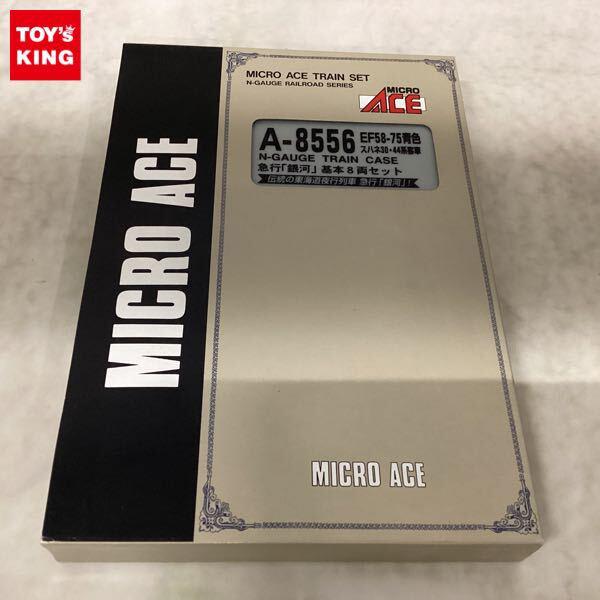 TOY's
KING
MICRO ACE TRAIN SET
N-GAUGE RAILROAD SERIES
MICRO
ACE
A-8556 EF58-75青色
スハネ30・44系客車
N-GAUGE TRAIN CASE
急行「銀河」基本8両セット
伝統の東海道夜行列車 急行「銀河」!
MICRO ACE
MICRO ACE